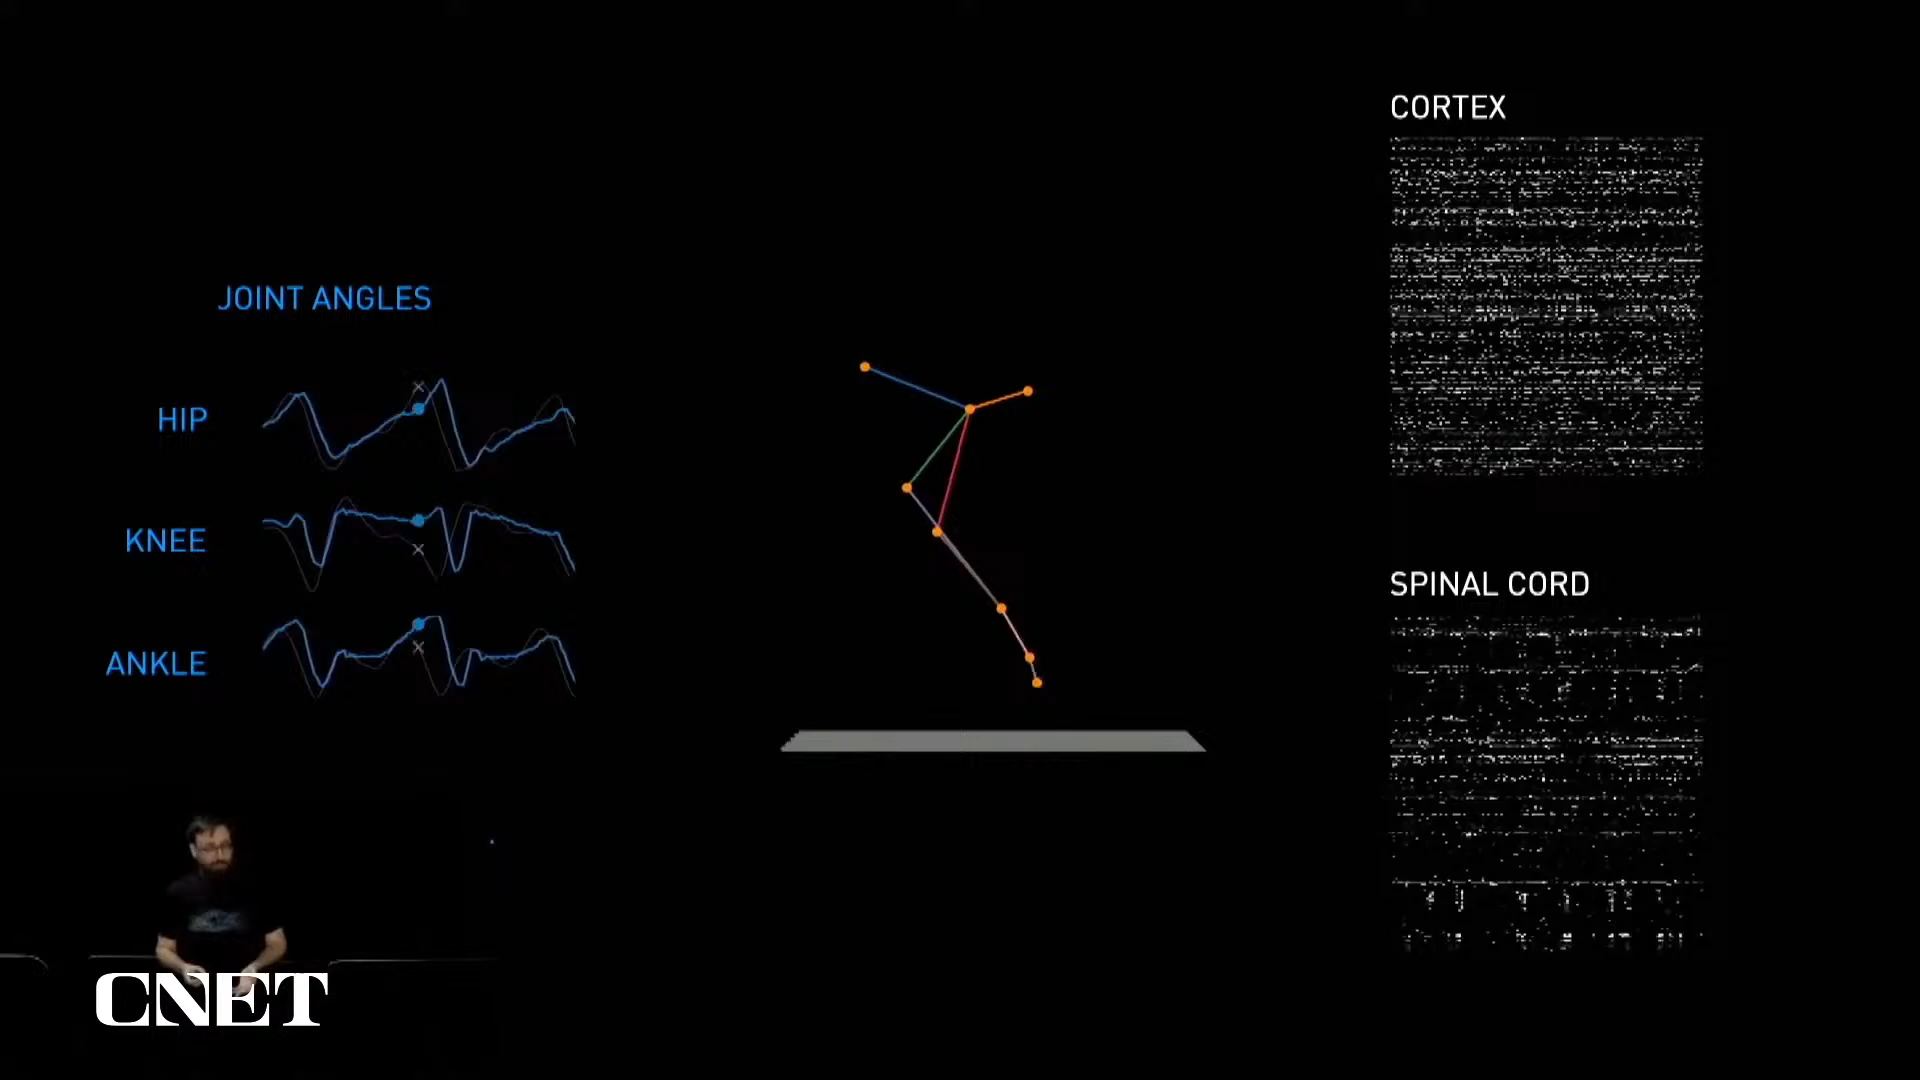 CORTEX
JOINT ANGLES
HIP
KNEE
ANKLE
SPINAL CORD
CNET